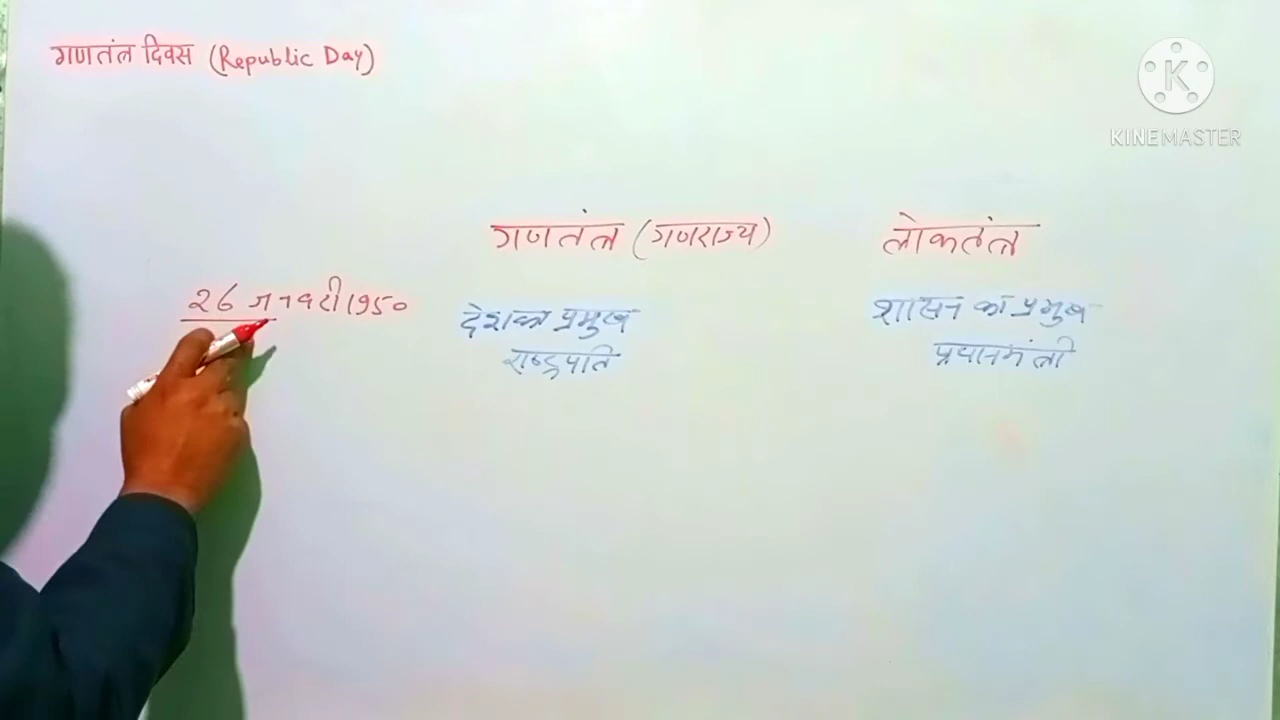 गणतंत्र दिवस (Republic Day)
K
KINEMASTER
गणतंत्र (गणराज्य)
लोकतंत्र
26 जनवरी 1950
देश का प्रमुख
राष्ट्रपति
शासन का प्रमुख
प्रधानमंत्री